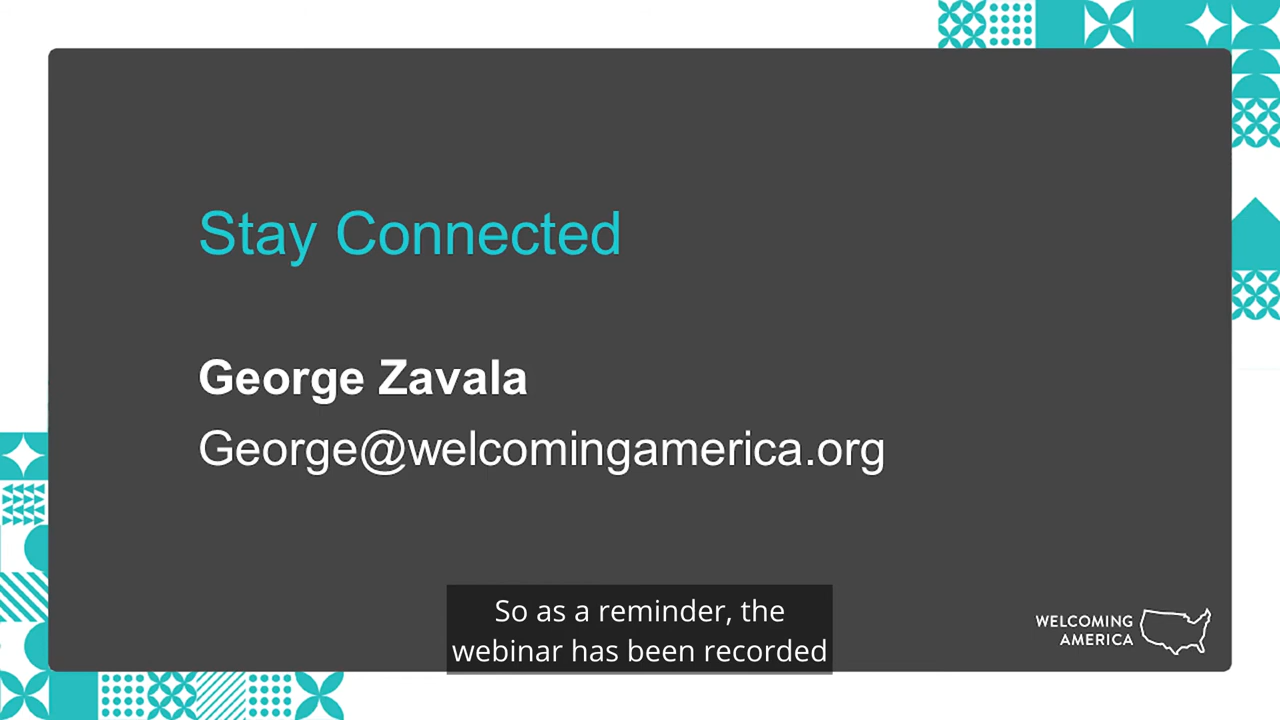 Stay Connected
George Zavala
George@welcomingamerica.org
So as a reminder, the
webinar has been recorded
WELCOMING
AMERICA